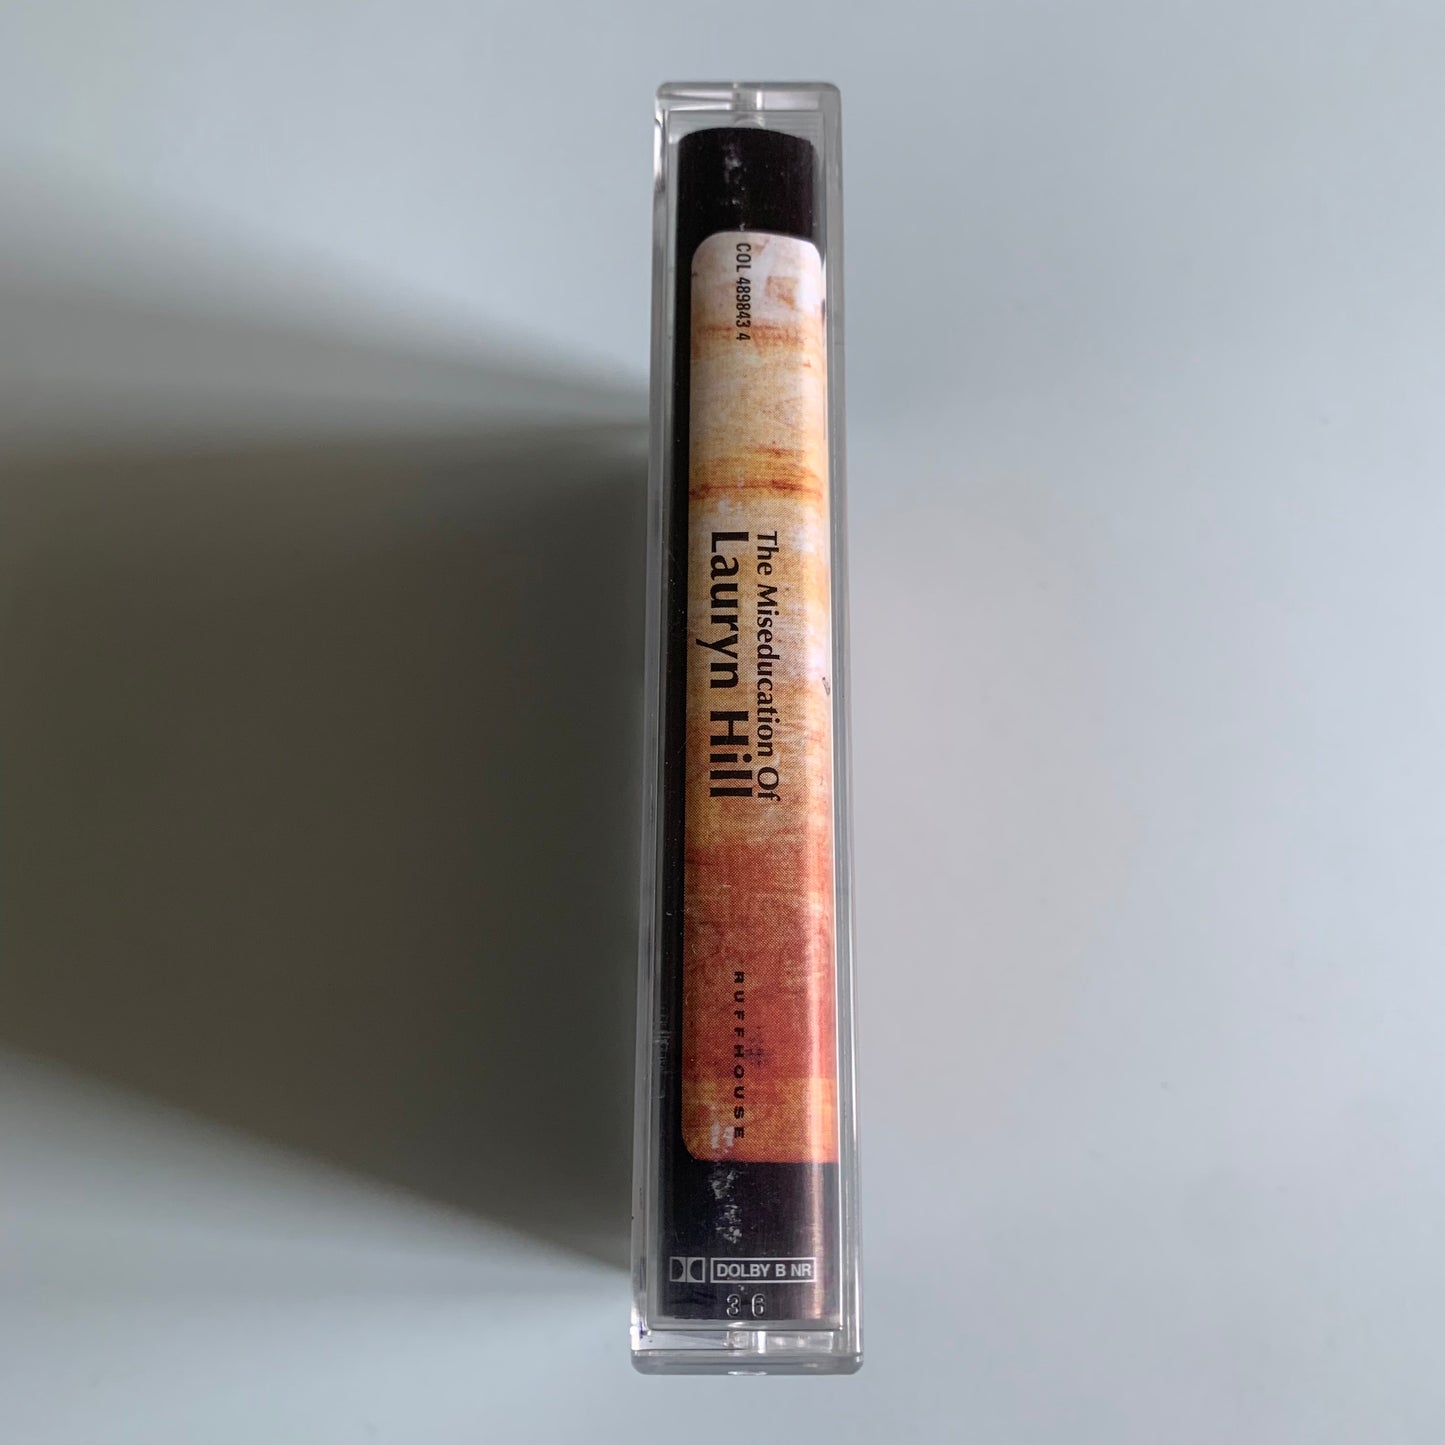 COL 489843 4
The Miseducation Of
Lauryn Hill
RUFFHOUSE
DOLBY B NR
36